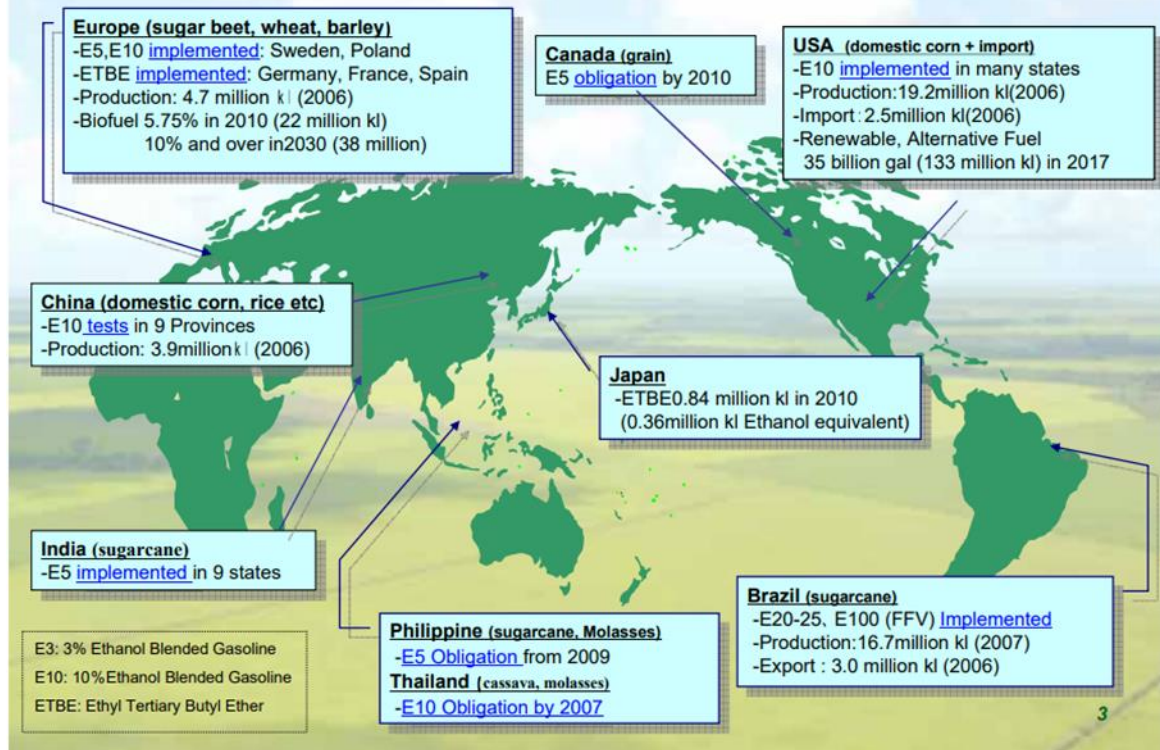 Europe (sugar beet, wheat, barley)
-E5,E10 implemented: Sweden, Poland
-ETBE implemented: Germany, France, Spain
-Production: 4.7 million kl (2006)
-Biofuel 5.75% in 2010 (22 million kl)
10% and over in2030 (38 million)
Canada (grain)
E5 obligation by 2010
USA (domestic corn + import)
-E10 implemented in many states
-Production:19.2million kl(2006)
-Import:2.5million kl(2006)
-Renewable, Alternative Fuel
35 billion gal (133 million kl) in 2017
China (domestic corn, rice etc)
-E10 tests in 9 Provinces
-Production: 3.9million kl (2006)
Japan
-ETBE0.84 million kl in 2010
(0.36million kl Ethanol equivalent)
India (sugarcane)
-E5 implemented in 9 states
Philippine (sugarcane, Molasses)
-E5 Obligation from 2009
Thailand (cassava, molasses)
-E10 Obligation by 2007
Brazil (sugarcane)
-E20-25、E100 (FFV) Implemented
-Production:16.7million kl (2007)
-Export : 3.0 million kl (2006)
E3: 3% Ethanol Blended Gasoline
E10: 10%Ethanol Blended Gasoline
ETBE: Ethyl Tertiary Butyl Ether
3